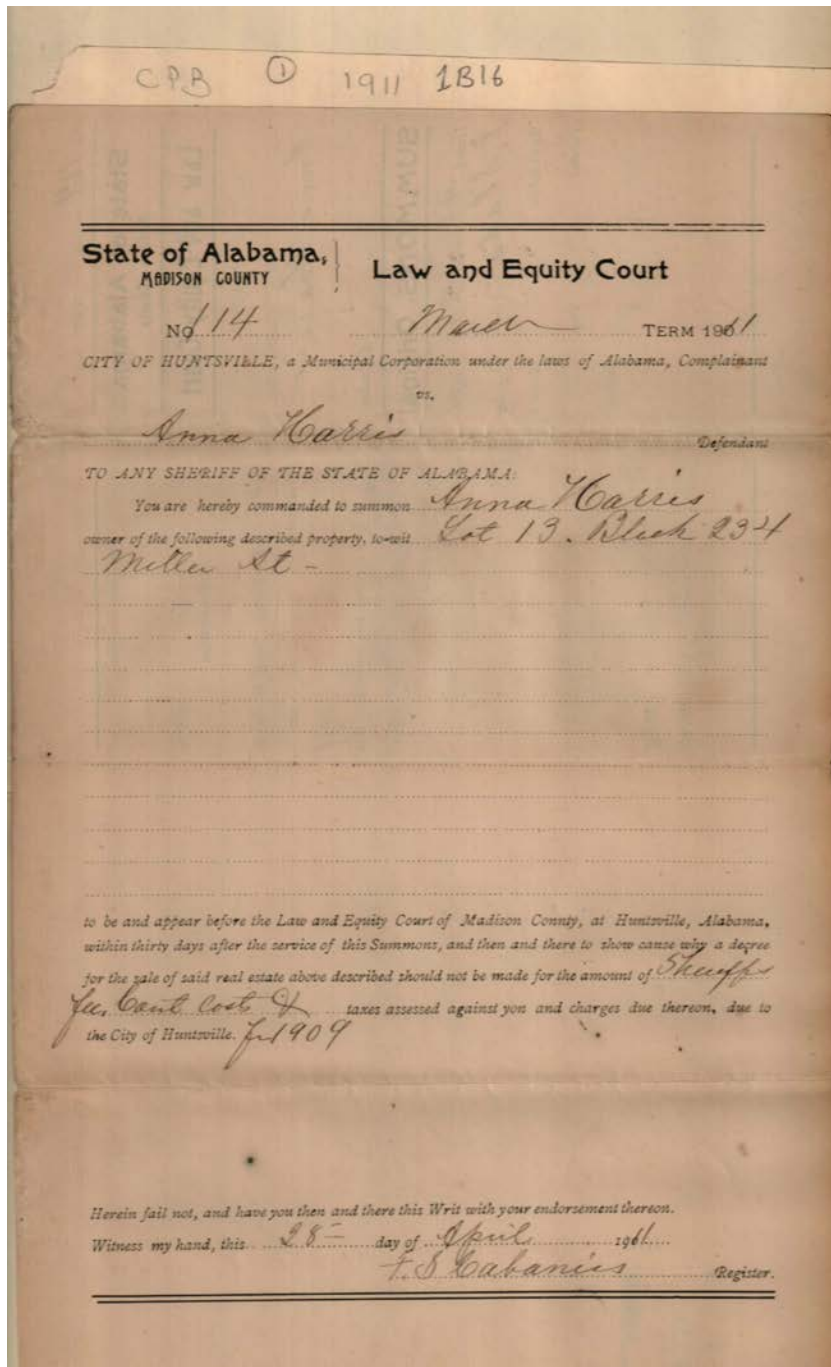 CPB ① 1911 1B16
State of Alabama, Law and Equity Court
MADISON COUNTY
No 114 March TERM 1911
CITY OF HUNTSVILLE, a Municipal Corporation under the laws of Alabama, Complainant
vs.
Anna Harris Defendant
TO ANY SHERIFF OF THE STATE OF ALABAMA:
You are hereby commanded to summon Anna Harris
owner of the following described property, to-wit Lot 13. Block 234
Miller St -
to be and appear before the Law and Equity Court of Madison County, at Huntsville, Alabama,
within thirty days after the service of this Summons, and then and there to show cause why a decree
for the sale of said real estate above described should not be made for the amount of Sheriffs
fee, Court Costs & taxes assessed against you and charges due thereon, due to
the City of Huntsville. for 1909
Herein fail not, and have you then and there this Writ with your endorsement thereon.
Witness my hand, this 28 day of April 1911
Cabaniss Register.